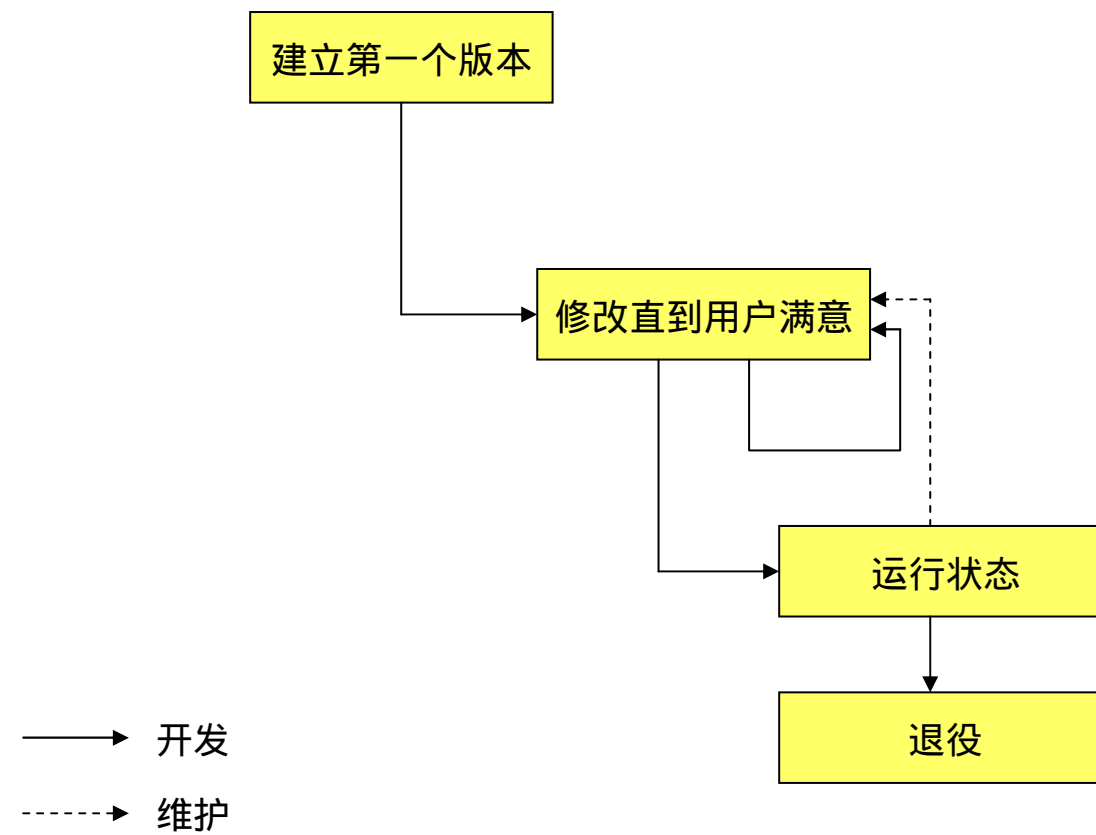 建立第一个版本
修改直到用户满意
运行状态
退役
开发
维护